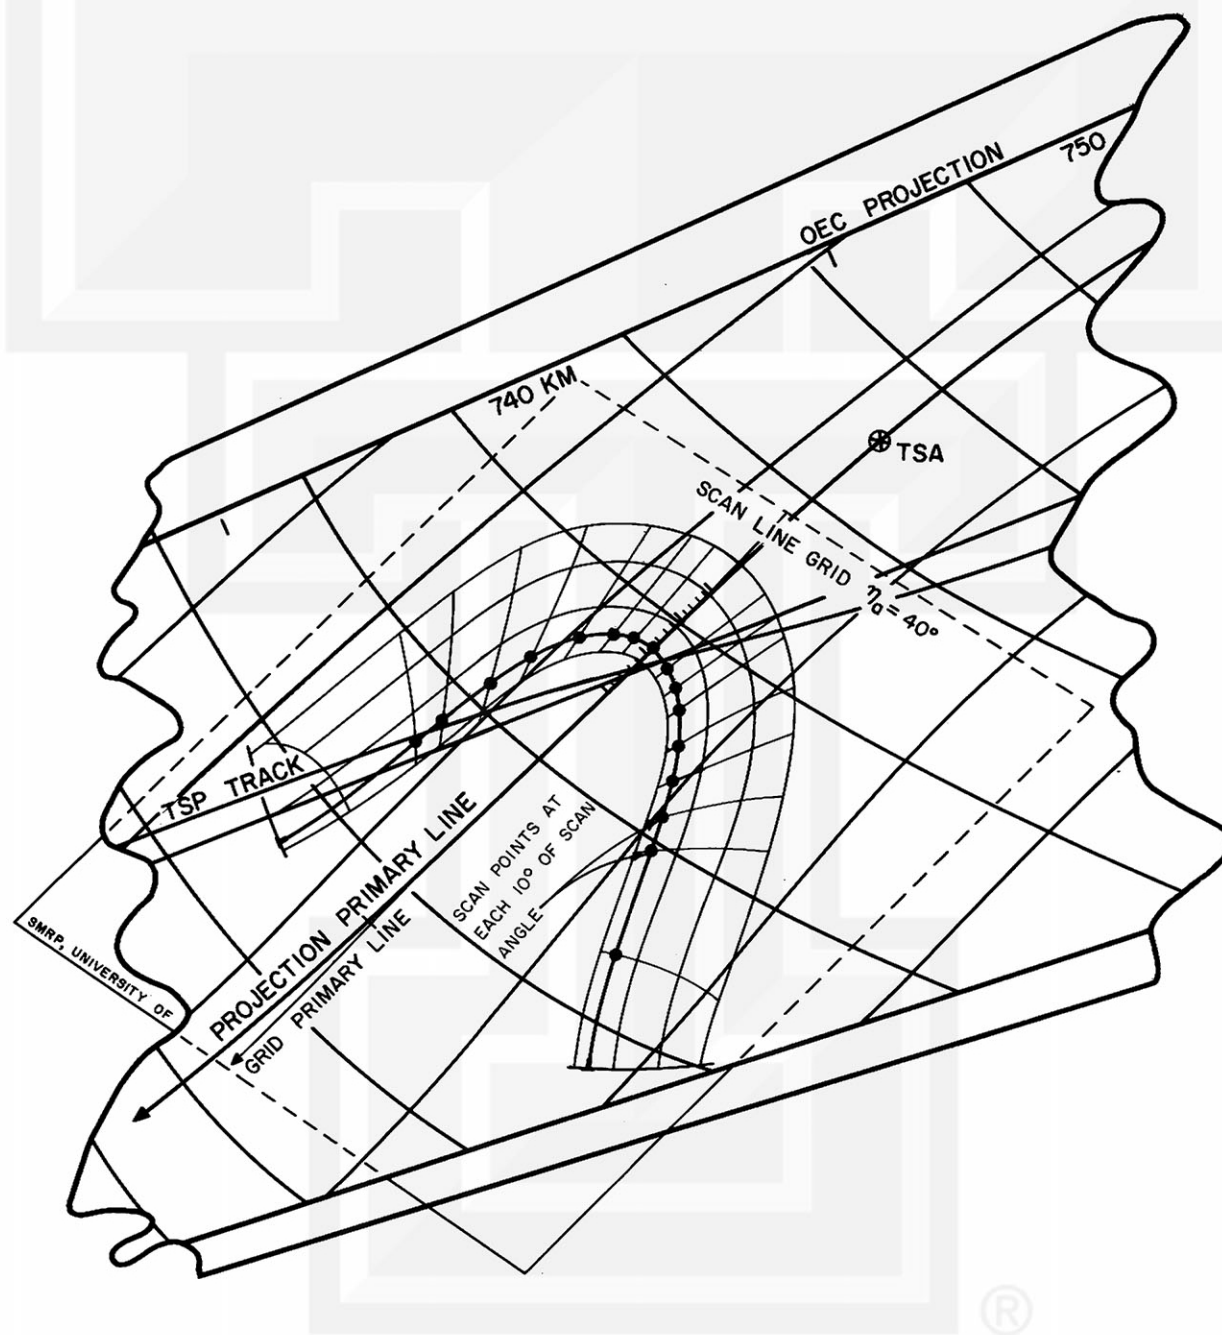 OEC PROJECTION
750
740 KM
TSA
SCAN LINE GRID ηa = 40°
TSP TRACK
PROJECTION PRIMARY LINE
GRID PRIMARY LINE
SCAN POINTS AT
EACH 10° OF SCAN
ANGLE
SMRP, UNIVERSITY OF
®